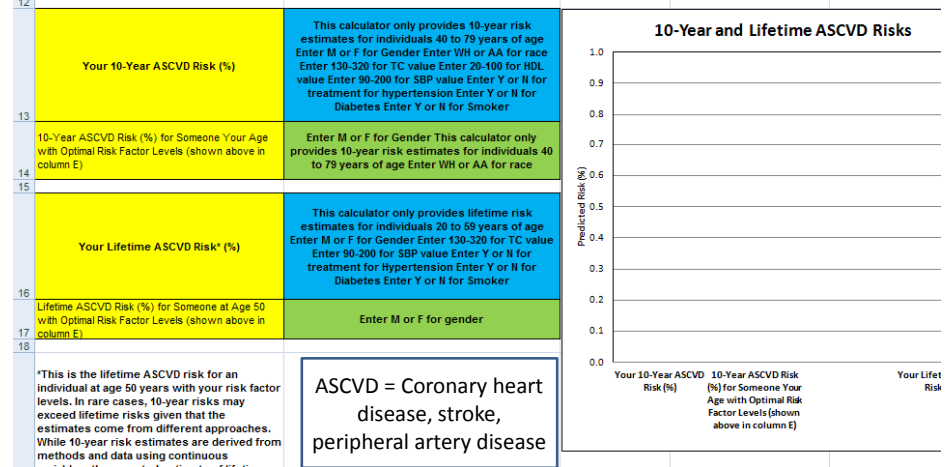 12
13
Your 10-Year ASCVD Risk (%)
This calculator only provides 10-year risk
estimates for individuals 40 to 79 years of age
Enter M or F for Gender Enter WH or AA for race
Enter 130-320 for TC value Enter 20-100 for HDL
value Enter 90-200 for SBP value Enter Y or N for
treatment for hypertension Enter Y or N for
Diabetes Enter Y or N for Smoker
14
10-Year ASCVD Risk (%) for Someone Your Age
with Optimal Risk Factor Levels (shown above in
column E)
Enter M or F for Gender This calculator only
provides 10-year risk estimates for individuals 40
to 79 years of age Enter WH or AA for race
15
16
Your Lifetime ASCVD Risk* (%)
This calculator only provides lifetime risk
estimates for individuals 20 to 59 years of age
Enter M or F for Gender Enter 130-320 for TC value
Enter 90-200 for SBP value Enter Y or N for
treatment for Hypertension Enter Y or N for
Diabetes Enter Y or N for Smoker
17
Lifetime ASCVD Risk (%) for Someone at Age 50
with Optimal Risk Factor Levels (shown above in
column E)
Enter M or F for gender
18
*This is the lifetime ASCVD risk for an
individual at age 50 years with your risk factor
levels. In rare cases, 10-year risks may
exceed lifetime risks given that the
estimates come from different approaches.
While 10-year risk estimates are derived from
methods and data using continuous
ASCVD = Coronary heart
disease, stroke,
peripheral artery disease
10-Year and Lifetime ASCVD Risks
Predicted Risk (%)
1.0
0.9
0.8
0.7
0.6
0.5
0.4
0.3
0.2
0.1
0.0
Your 10-Year ASCVD
Risk (%)
10-Year ASCVD Risk
(%) for Someone Your
Age with Optimal Risk
Factor Levels (shown
above in column E)
Your Lifet
Risk